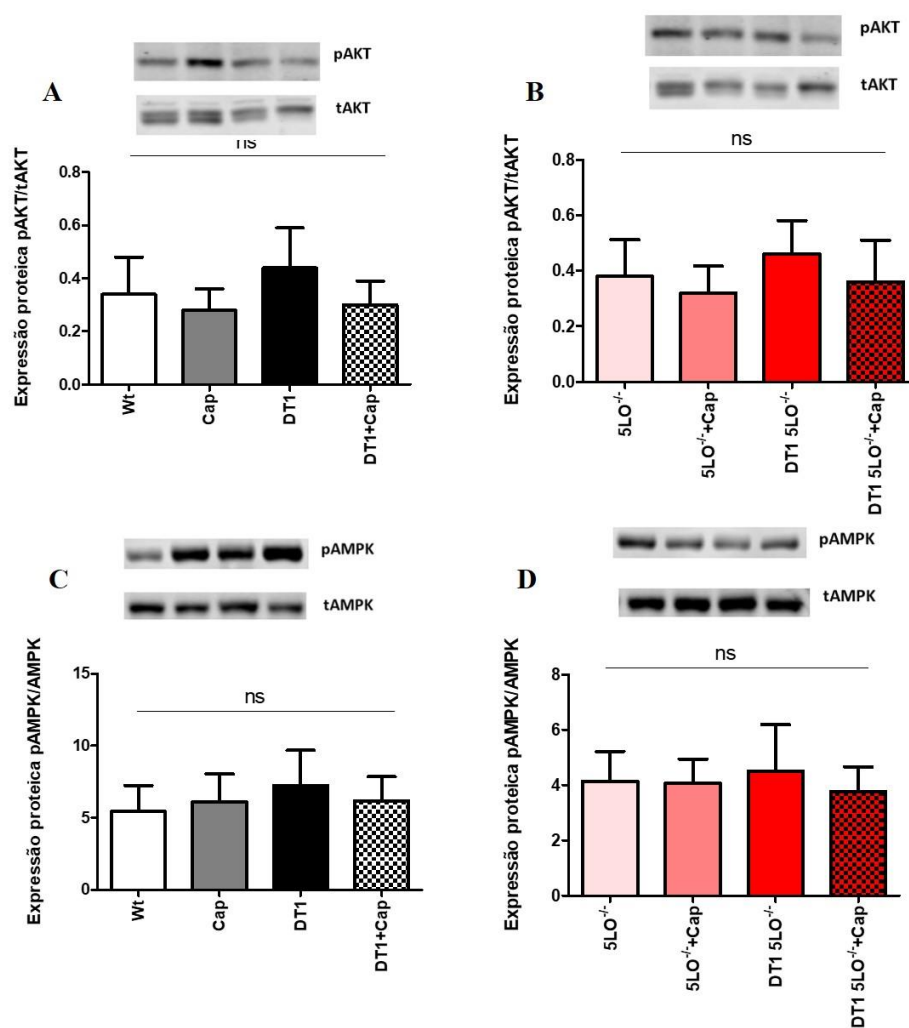 A
pAKT
tAKT
ns
Expressão proteica pAKT/tAKT
0.8
0.6
0.4
0.2
0.0
Wt
Cap
DT1
DT1+Cap
B
pAKT
tAKT
ns
Expressão proteica pAKT/tAKT
0.8
0.6
0.4
0.2
0.0
5LO-/-
5LO-/-+Cap
DT1 5LO-/-
DT1 5LO-/-+Cap
C
pAMPK
tAMPK
ns
Expressão proteica pAMPK/AMPK
15
10
5
0
Wt
Cap
DT1
DT1+Cap
D
pAMPK
tAMPK
ns
Expressão proteica pAMPK/AMPK
8
6
4
2
0
5LO-/-
5LO-/-+Cap
DT1 5LO-/-
DT1 5LO-/-+Cap